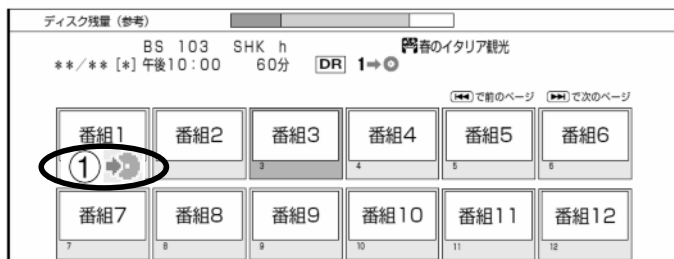 ディスク残量（参考）
BS 103 SHK h 春のイタリア観光
**/** [*] 午後10：00 60分 DR 1➡
⏮で前のページ ⏭で次のページ
番組1 番組2 番組3 番組4 番組5 番組6
① ➡ 3 4 5 6
番組7 番組8 番組9 番組10 番組11 番組12
7 8 9 10 11 12